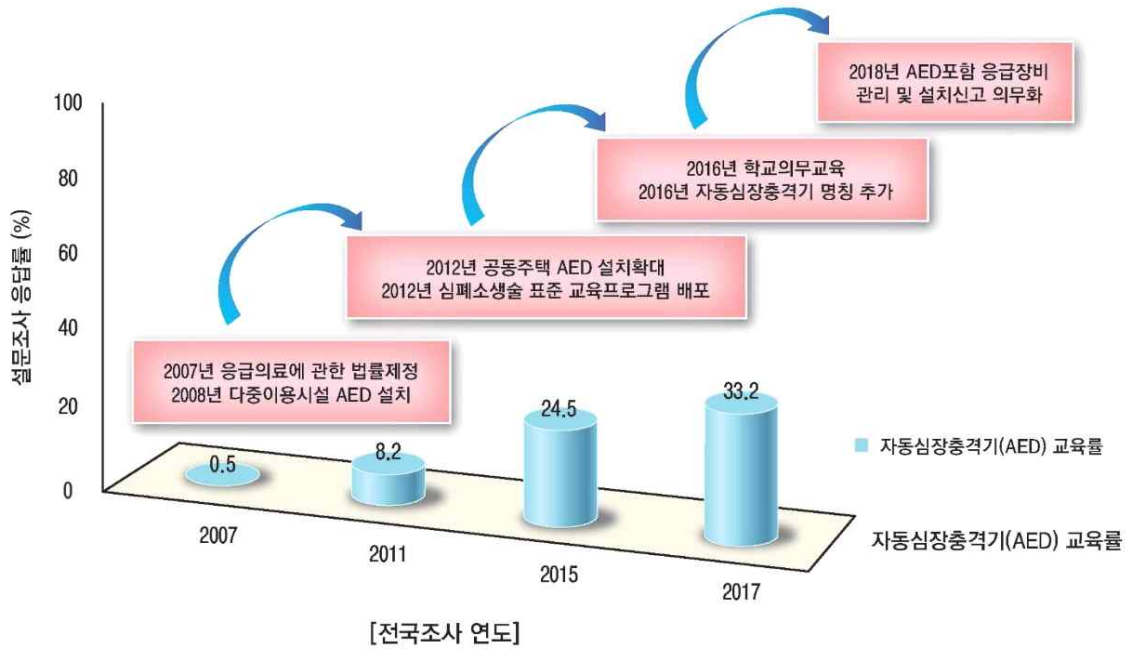 2018년 AED포함 응급장비
관리 및 설치신고 의무화
2016년 학교의무교육
2016년 자동심장충격기 명칭 추가
2012년 공동주택 AED 설치확대
2012년 심폐소생술 표준 교육프로그램 배포
2007년 응급의료에 관한 법률제정
2008년 다중이용시설 AED 설치
설문조사 응답률 (%)
100
80
60
40
20
0
0.5
8.2
24.5
33.2
2007
2011
2015
2017
자동심장충격기(AED) 교육률
자동심장충격기(AED) 교육률
[전국조사 연도]